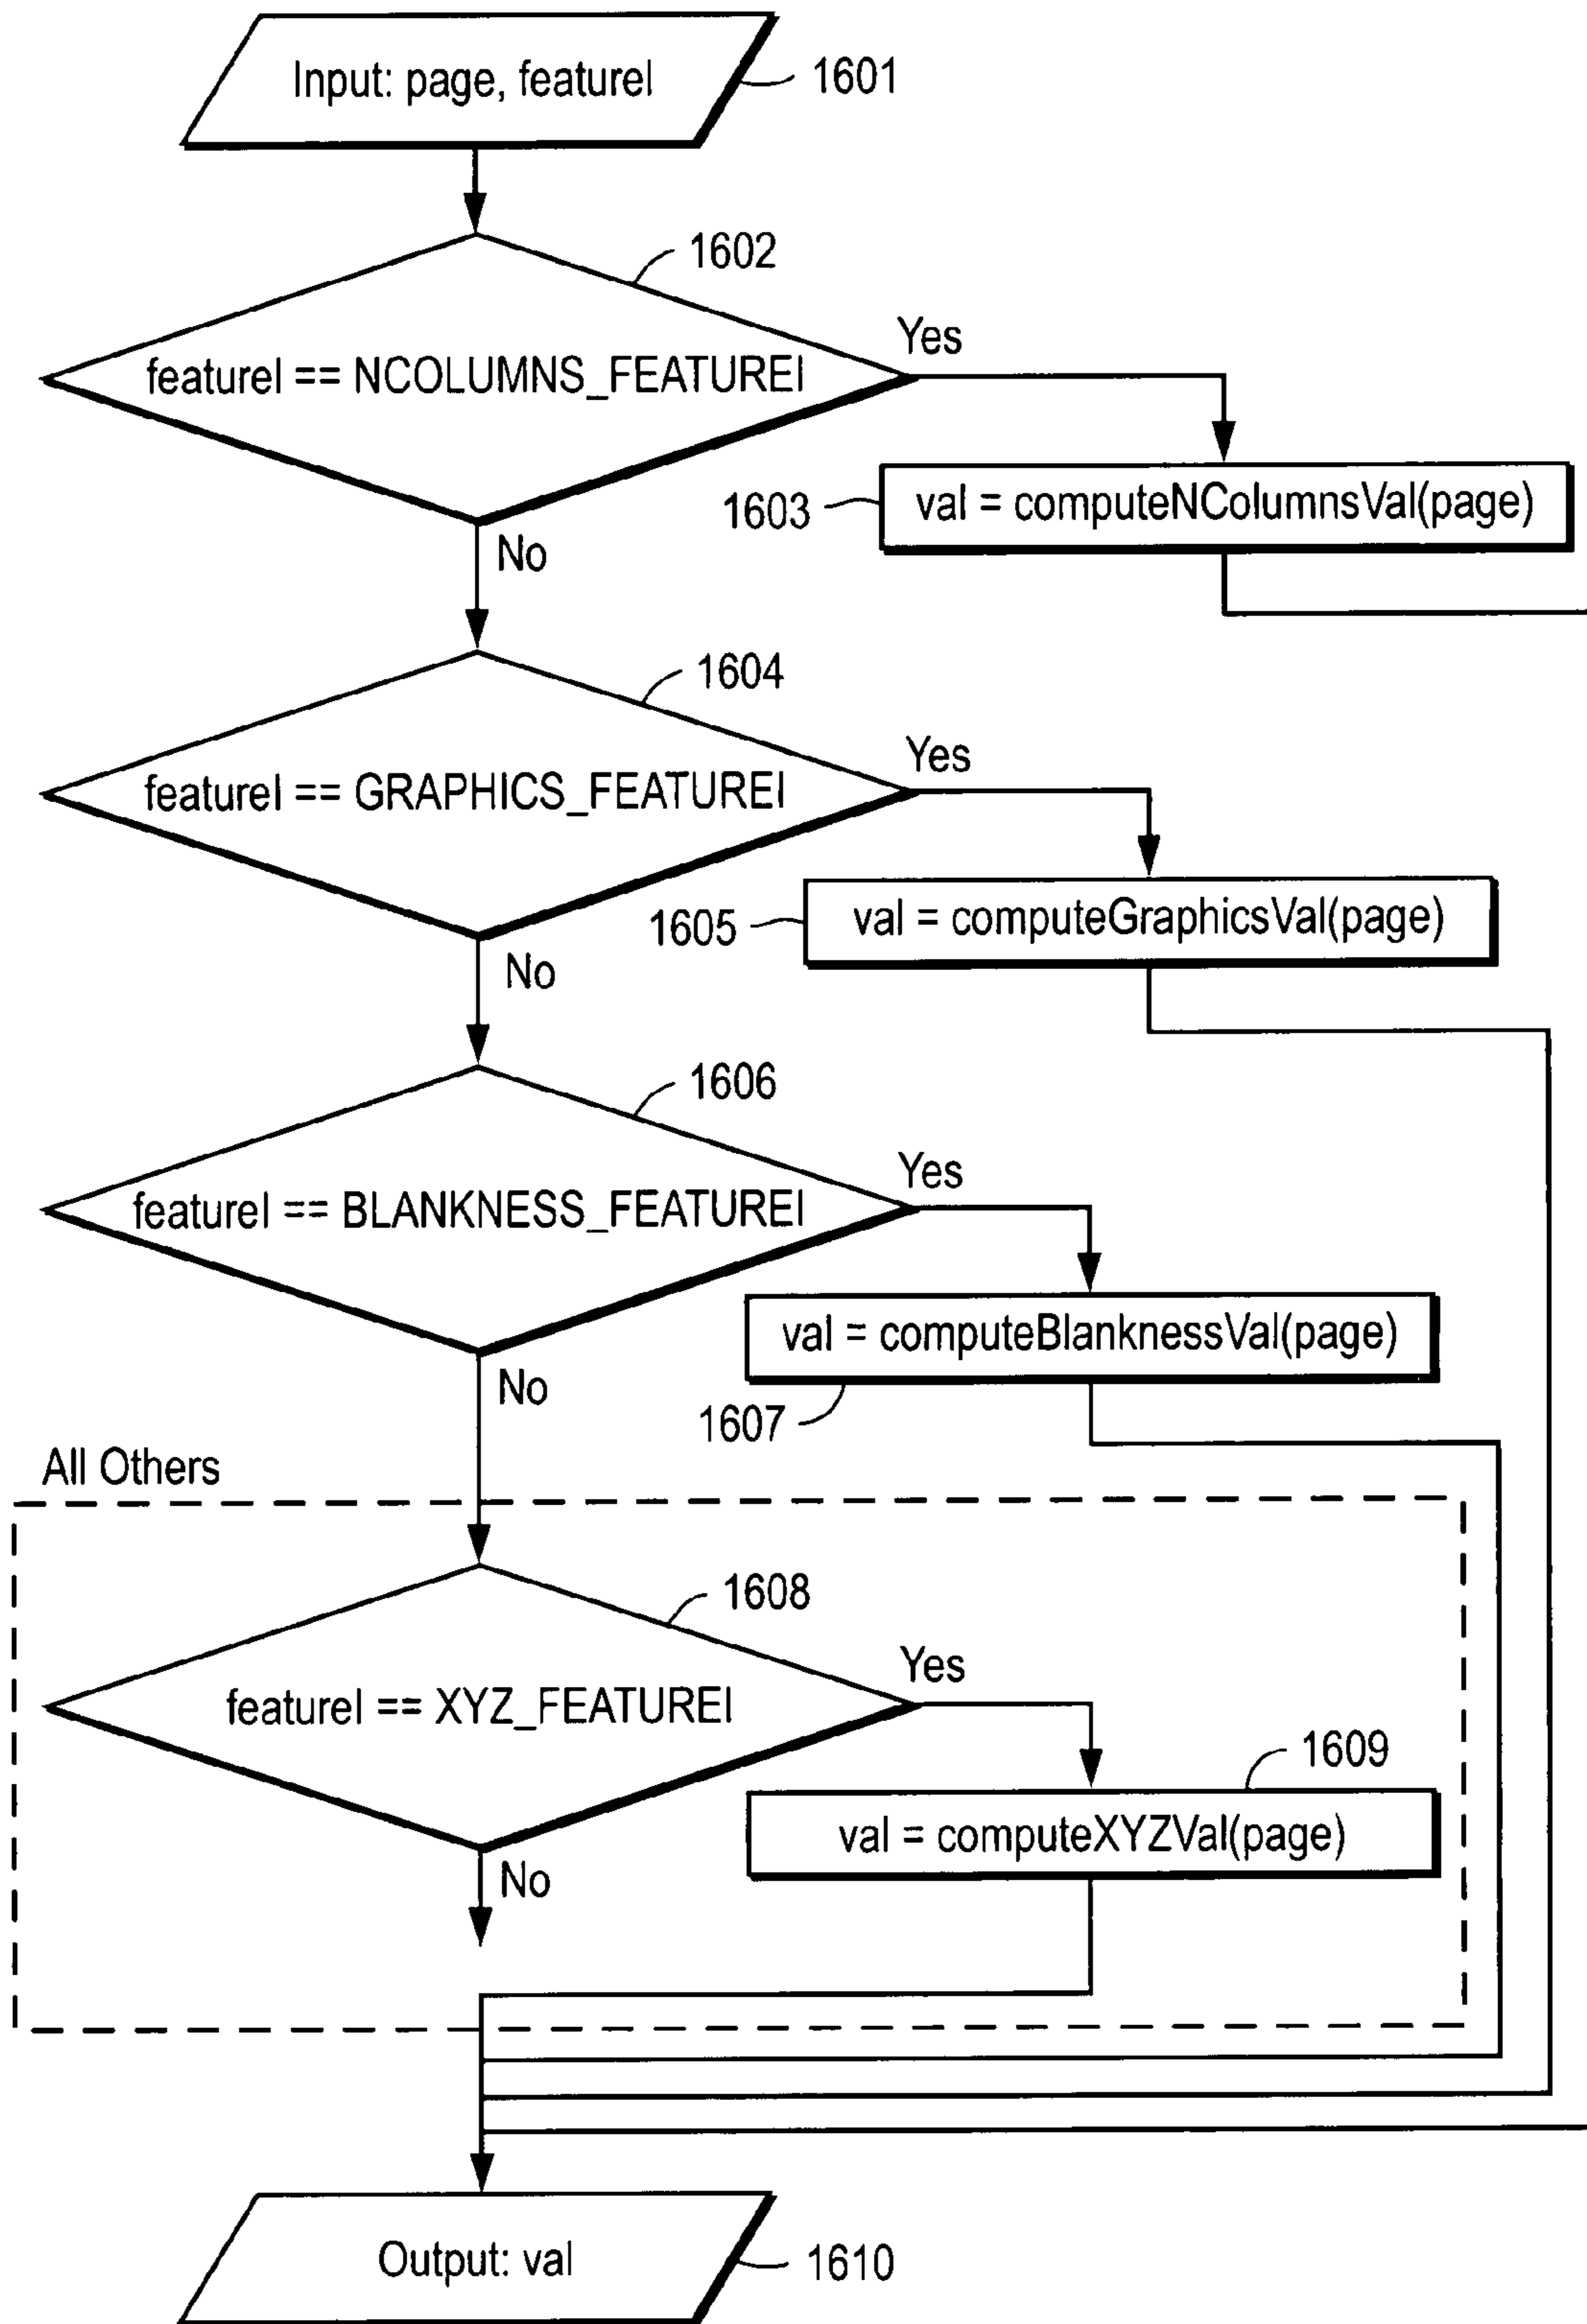 Input: page, featureI
1601
1602
featureI == NCOLUMNS_FEATUREI
Yes
1603
val = computeNColumnsVal(page)
No
1604
featureI == GRAPHICS_FEATUREI
Yes
1605
val = computeGraphicsVal(page)
No
1606
featureI == BLANKNESS_FEATUREI
Yes
val = computeBlanknessVal(page)
1607
No
All Others
1608
featureI == XYZ_FEATUREI
Yes
1609
val = computeXYZVal(page)
No
Output: val
1610